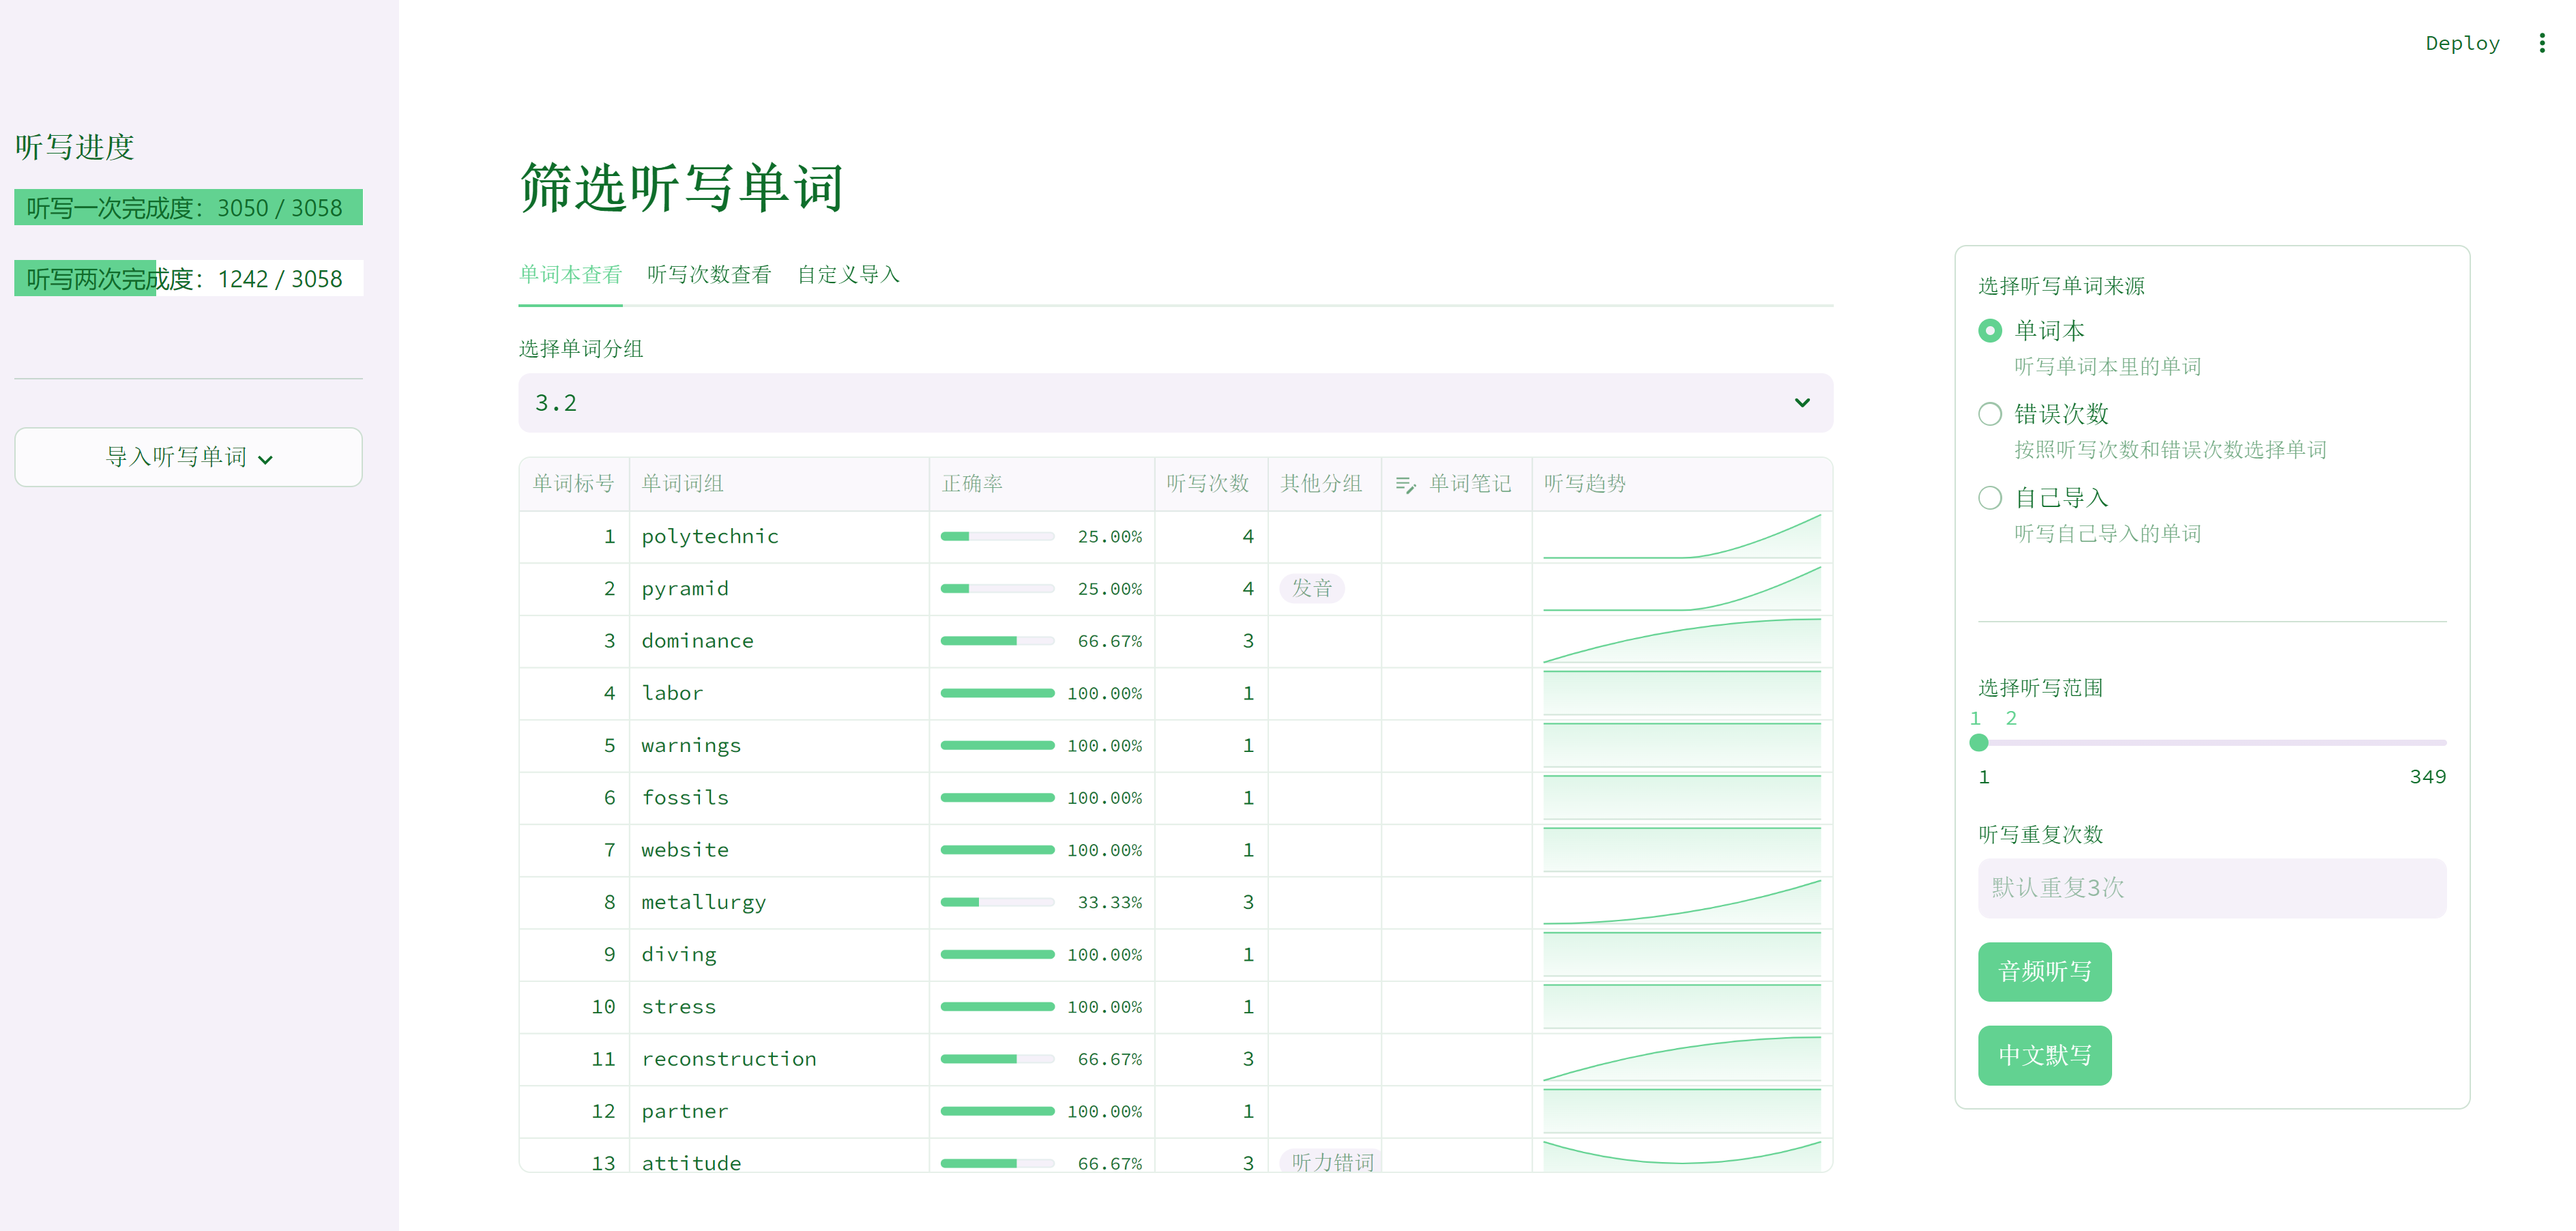 Deploy
听写进度
听写一次完成度：3050 / 3058
听写两次完成度：1242 / 3058
导入听写单词
筛选听写单词
单词本查看 听写次数查看 自定义导入
选择单词分组
3.2
单词标号 单词词组 正确率 听写次数 其他分组 单词笔记 听写趋势
1 polytechnic 25.00% 4
2 pyramid 25.00% 4 发音
3 dominance 66.67% 3
4 labor 100.00% 1
5 warnings 100.00% 1
6 fossils 100.00% 1
7 website 100.00% 1
8 metallurgy 33.33% 3
9 diving 100.00% 1
10 stress 100.00% 1
11 reconstruction 66.67% 3
12 partner 100.00% 1
13 attitude 66.67% 3 听力错词
选择听写单词来源
单词本
听写单词本里的单词
错误次数
按照听写次数和错误次数选择单词
自己导入
听写自己导入的单词
选择听写范围
1 2
1 349
听写重复次数
默认重复3次
音频听写
中文默写